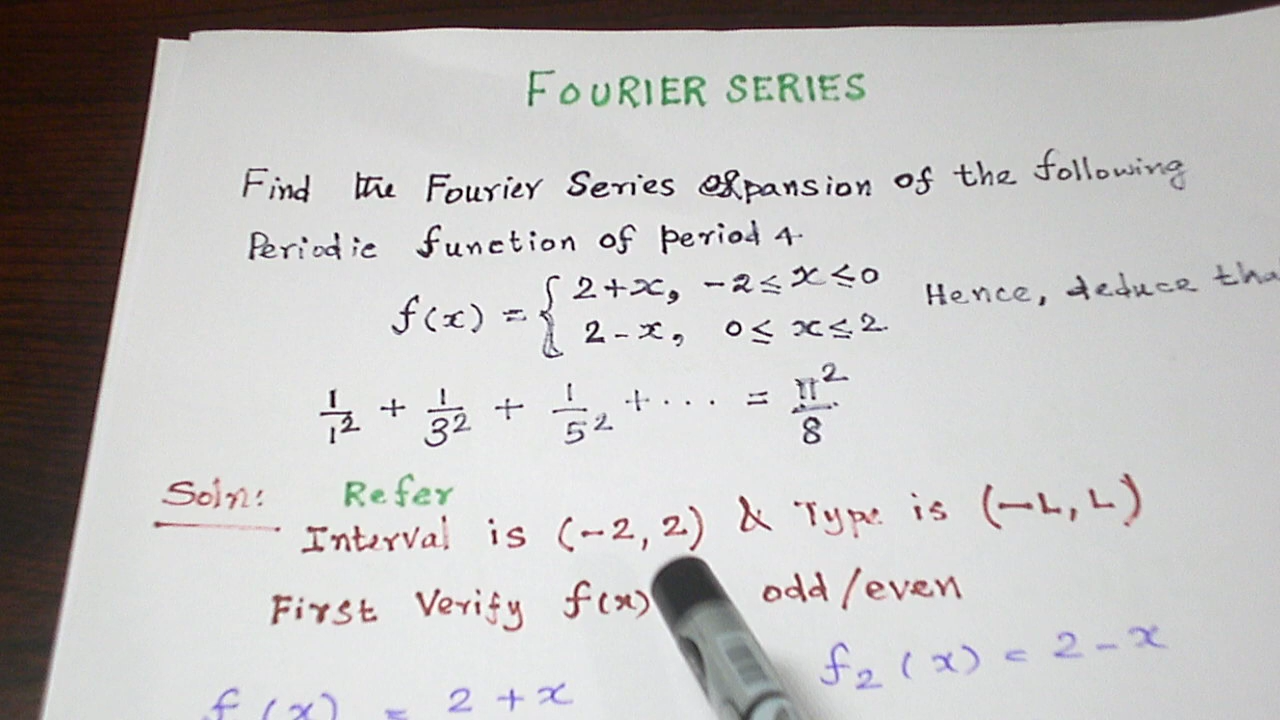 FOURIER SERIES
Find the Fourier Series expansion of the following
Periodic function of period 4
f(x) = { 2+x, -2≤x≤0
2-x, 0≤x≤2. Hence, deduce tha
1/1² + 1/3² + 1/5² + ... = π²/8
Soln: Refer
Interval is (-2, 2) & Type is (-L, L)
First Verify f(x) odd/even
f (x) = 2+x f₂(x) = 2-x